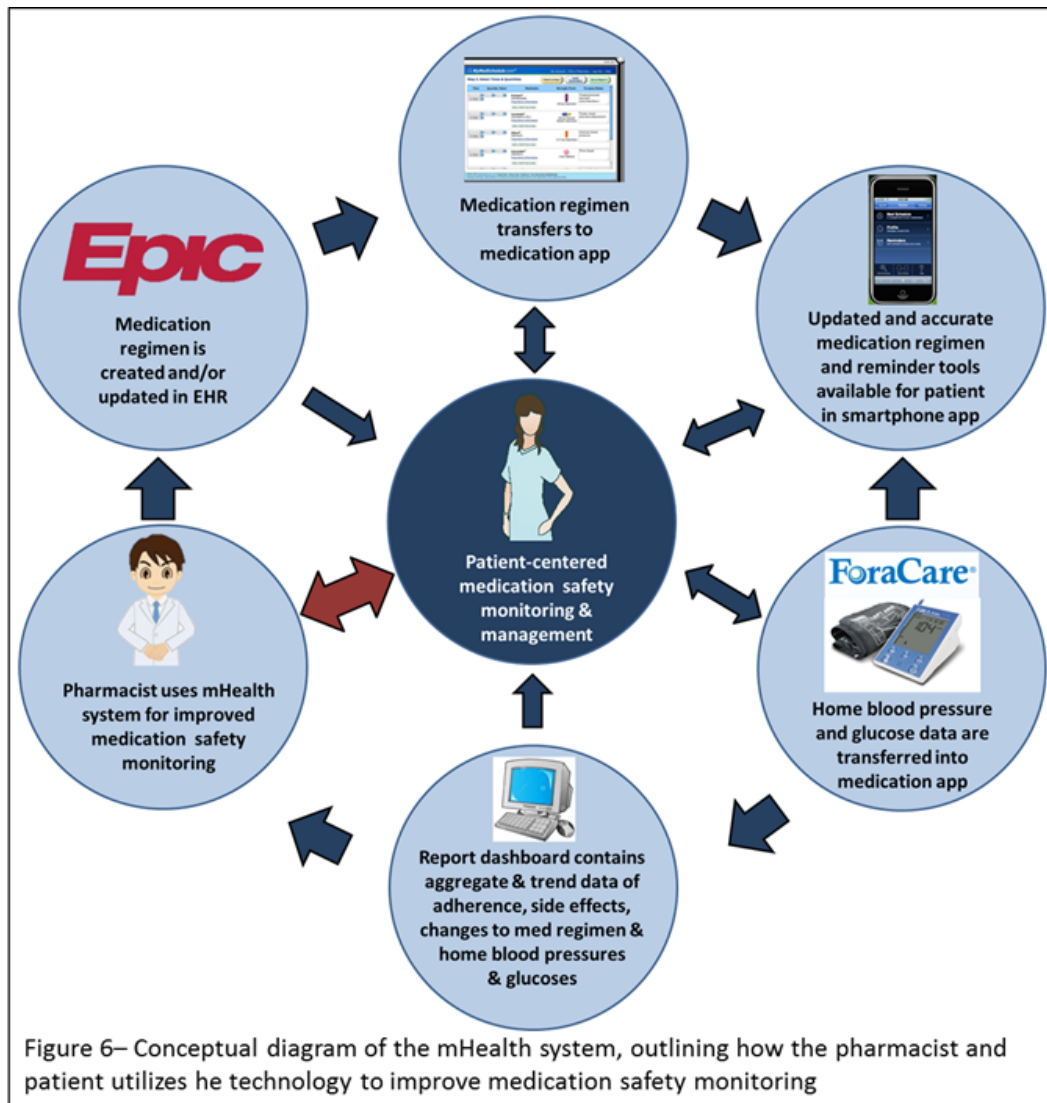 Medication regimen
transfers to
medication app
Epic
Medication
regimen is
created and/or
updated in EHR
Updated and accurate
medication regimen
and reminder tools
available for patient
in smartphone app
Patient-centered
medication safety
monitoring &
management
Pharmacist uses mHealth
system for improved
medication safety
monitoring
ForaCare®
Home blood pressure
and glucose data are
transferred into
medication app
Report dashboard contains
aggregate & trend data of
adherence, side effects,
changes to med regimen &
home blood pressures
& glucoses
Figure 6– Conceptual diagram of the mHealth system, outlining how the pharmacist and
patient utilizes he technology to improve medication safety monitoring